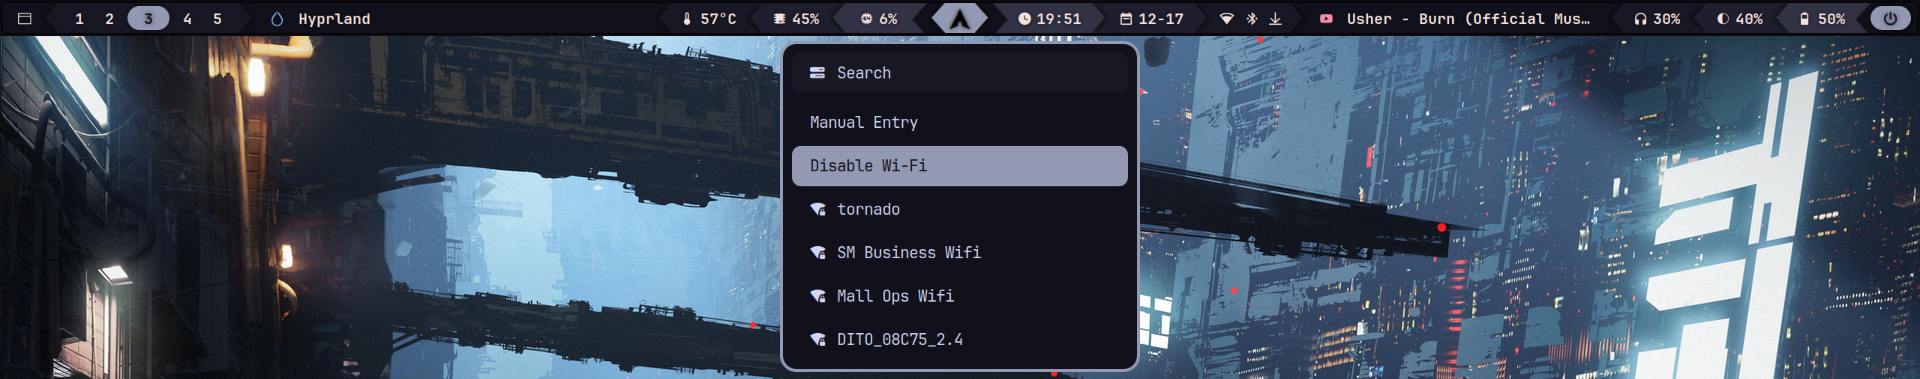 1 2 3 4 5 Hyprland 57°C 45% 6% 19:51 12-17 Usher - Burn (Official Mus… 30% 40% 50%
Search
Manual Entry
Disable Wi-Fi
tornado
SM Business Wifi
Mall Ops Wifi
DITO_08C75_2.4